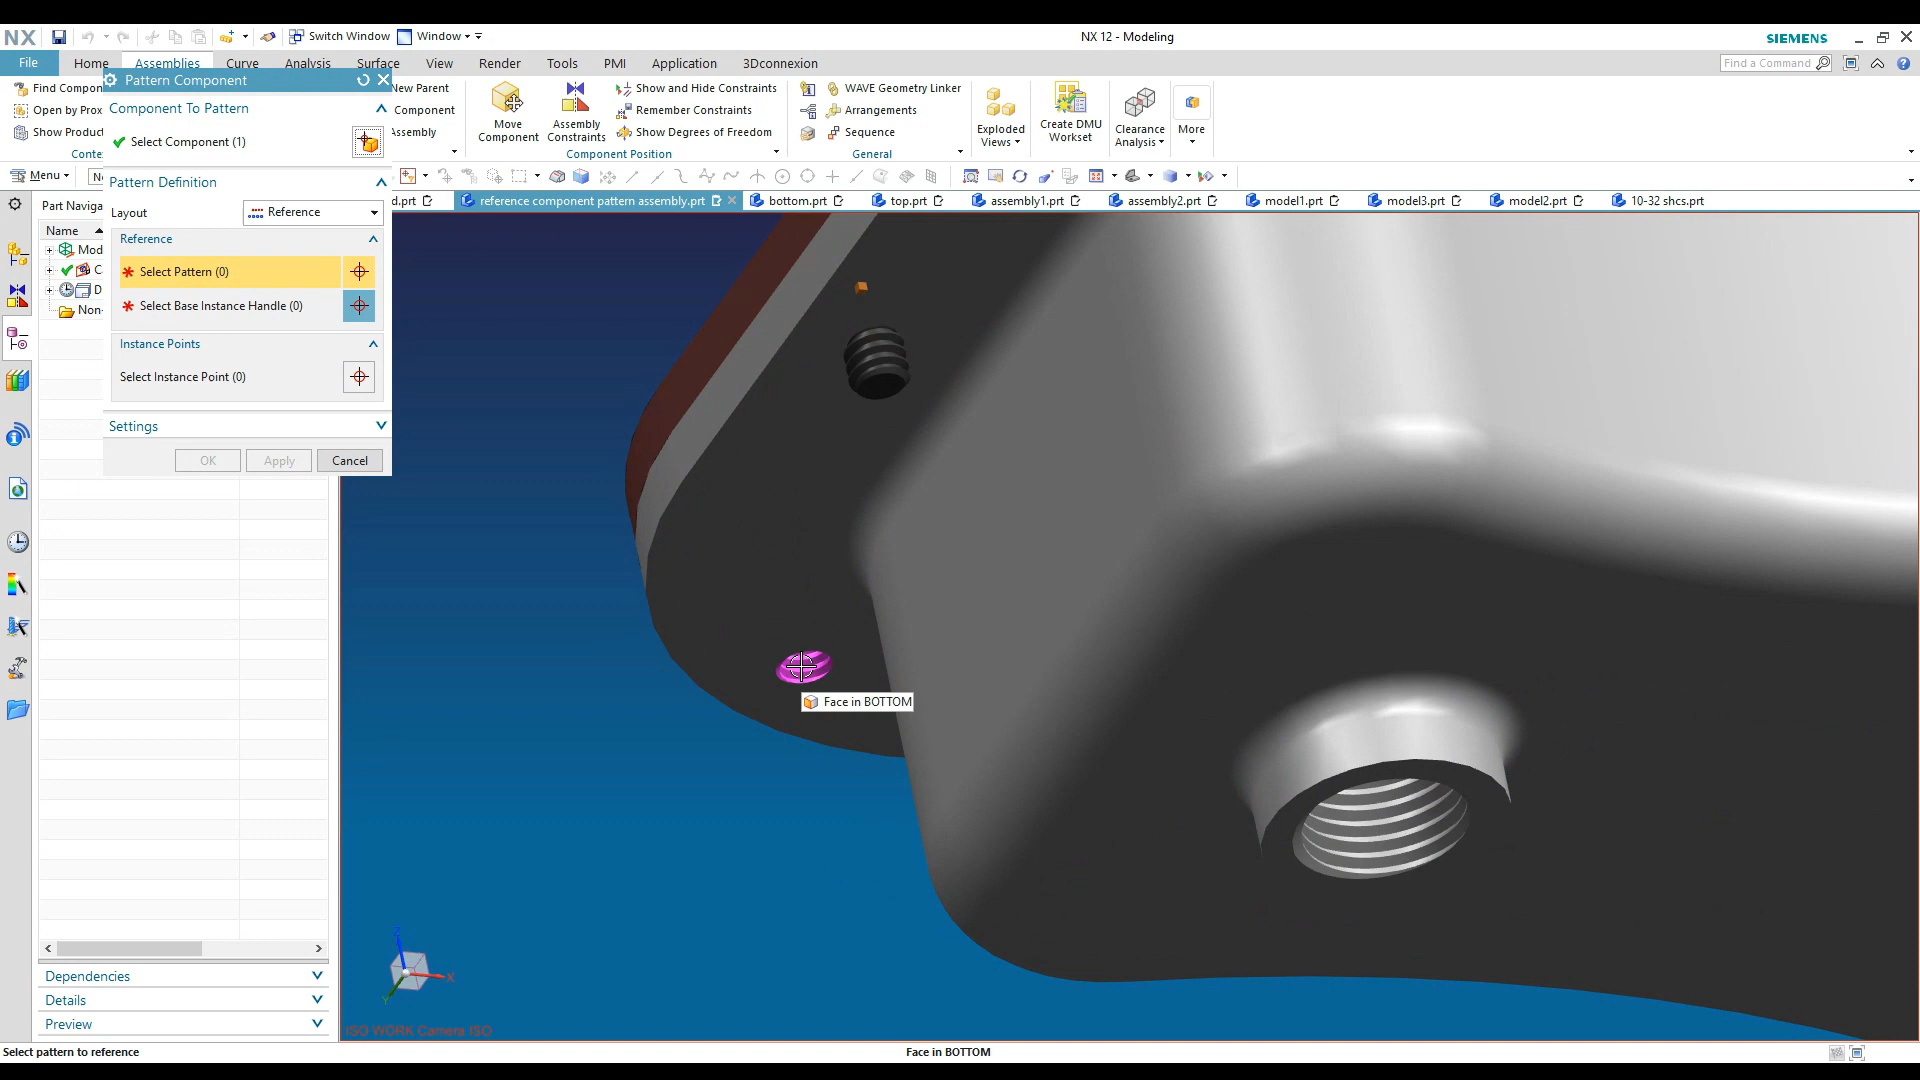 NX Switch Window Window NX 12 - Modeling SIEMENS
File Home Assemblies Curve Analysis Surface View Render Tools PMI Application 3Dconnexion Find a Command
Pattern Component
Find Compon
Open by Prox
Show Product
Conte
New Parent
Component
Assembly
Move Component
Assembly Constraints
Show and Hide Constraints
Remember Constraints
Show Degrees of Freedom
Component Position
WAVE Geometry Linker
Arrangements
Sequence
General
Exploded Views
Create DMU Workset
Clearance Analysis
More
Component To Pattern
Select Component (1)
Menu No
Pattern Definition
Layout Reference
Reference
Select Pattern (0)
Select Base Instance Handle (0)
Instance Points
Select Instance Point (0)
Settings
OK Apply Cancel
d.prt reference component pattern assembly.prt bottom.prt top.prt assembly1.prt assembly2.prt model1.prt model3.prt model2.prt 10-32 shcs.prt
Part Naviga
Name
Mod
C
D
Non-
Face in BOTTOM
Z
X
Y
ISO WORK Camera ISO
Dependencies
Details
Preview
Select pattern to reference Face in BOTTOM